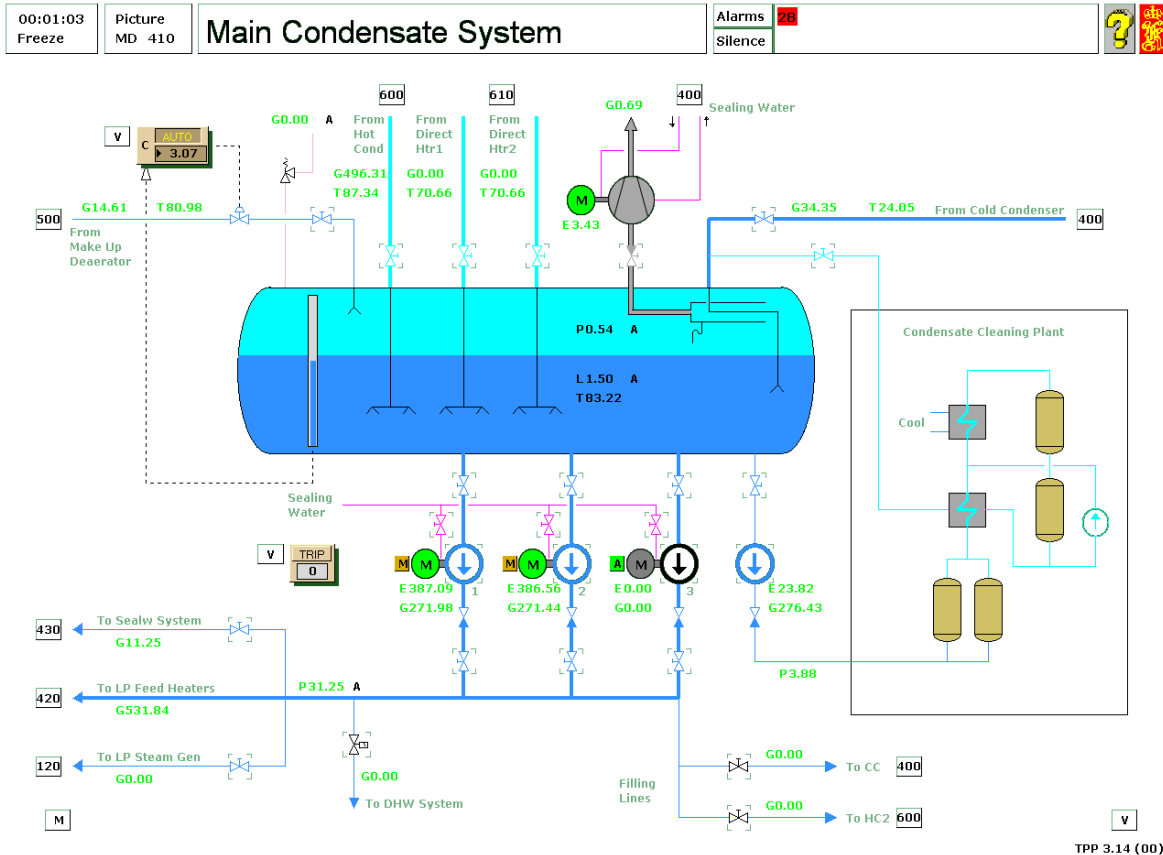 00:01:03
Freeze
Picture
MD 410
Main Condensate System
Alarms 28
Silence
?
600
610
400
Sealing Water
G0.69
G0.00 A
From
Hot
Cond
From
Direct
Htr1
From
Direct
Htr2
V
C AUTO
3.07
G496.31
T87.34
G0.00
T70.66
G0.00
T70.66
M
E3.43
500
G14.61 T80.98
From
Make Up
Deaerator
G34.35 T24.05 From Cold Condenser 400
P0.54 A
L1.50 A
T83.22
Condensate Cleaning Plant
Cool
Sealing
Water
V
TRIP
0
M M 1
E387.09
G271.98
M M 2
E386.56
G271.44
A M 3
E0.00
G0.00
E23.82
G276.43
P3.88
430 To Sealw System
G11.25
420 To LP Feed Heaters
G531.84
P31.25 A
120 To LP Steam Gen
G0.00
G0.00
To DHW System
Filling
Lines
G0.00
To CC 400
G0.00
To HC2 600
M
V
TPP 3.14 (00)